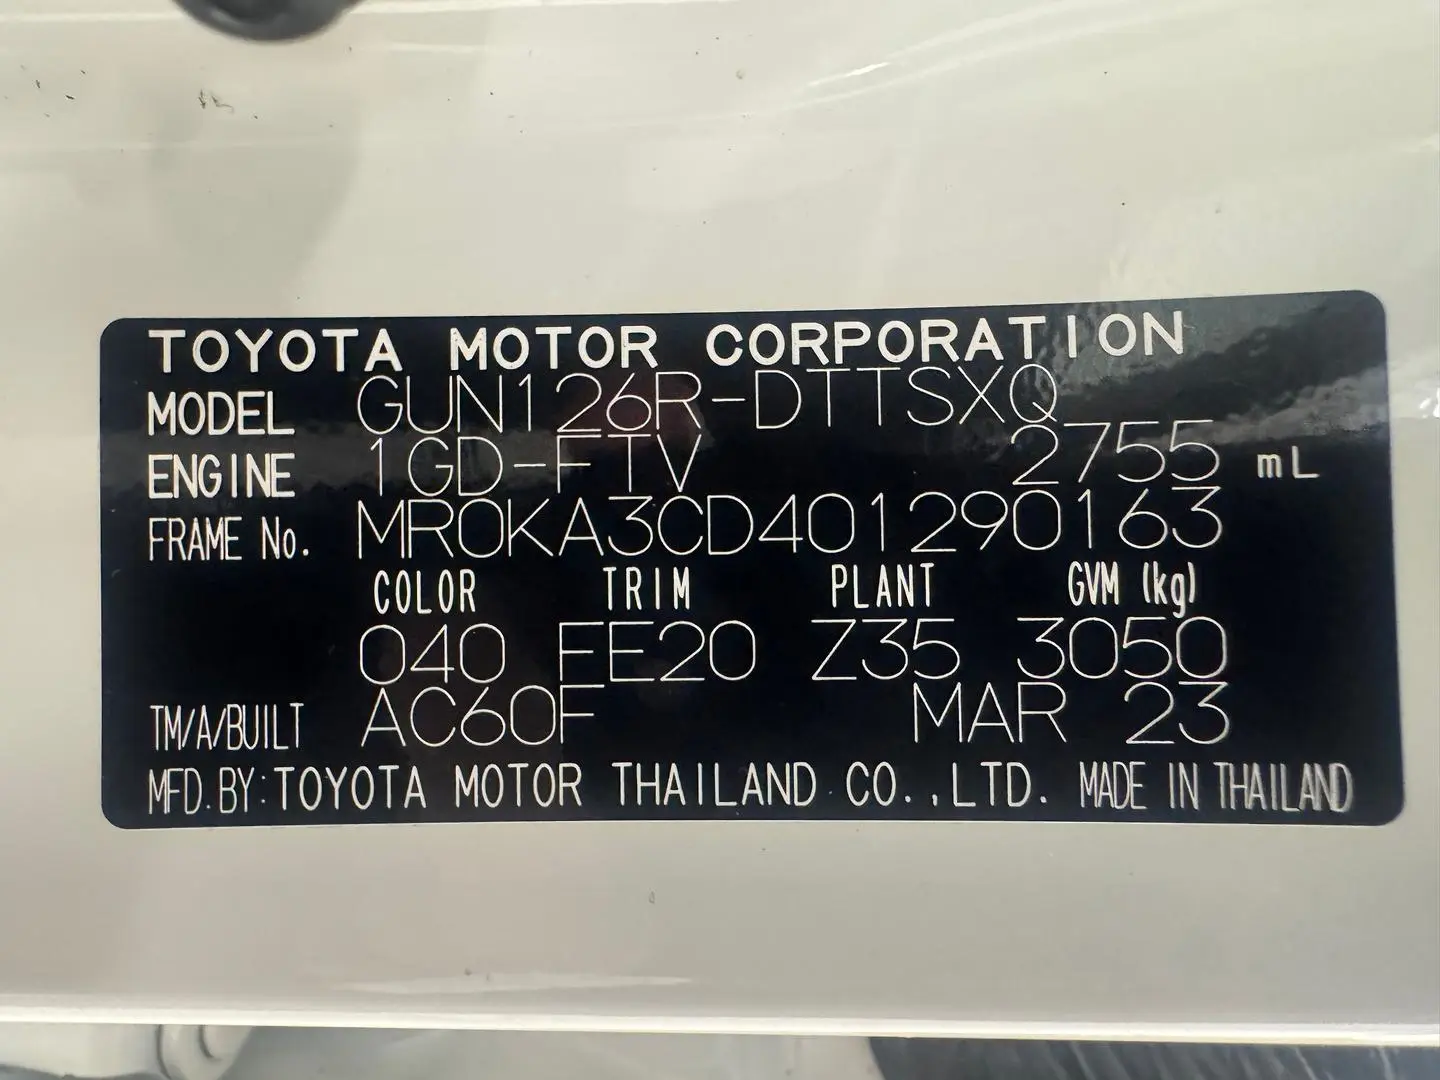 TOYOTA MOTOR CORPORATION
MODEL GUN126R-DTTSXQ
ENGINE 1GD-FTV 2755 mL
FRAME No. MR0KA3CD401290163
COLOR TRIM PLANT GVM (kg)
040 FE20 Z35 3050
TM/A/BUILT AC60F MAR 23
MFD. BY: TOYOTA MOTOR THAILAND CO.,LTD. MADE IN THAILAND